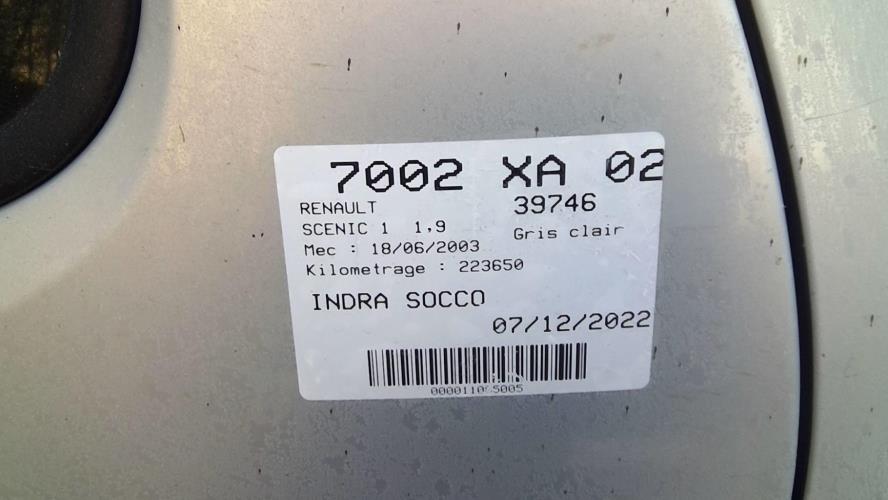 7002 XA 02
RENAULT 39746
SCENIC 1 1,9 Gris clair
Mec : 18/06/2003
Kilometrage : 223650
INDRA SOCCO
07/12/2022